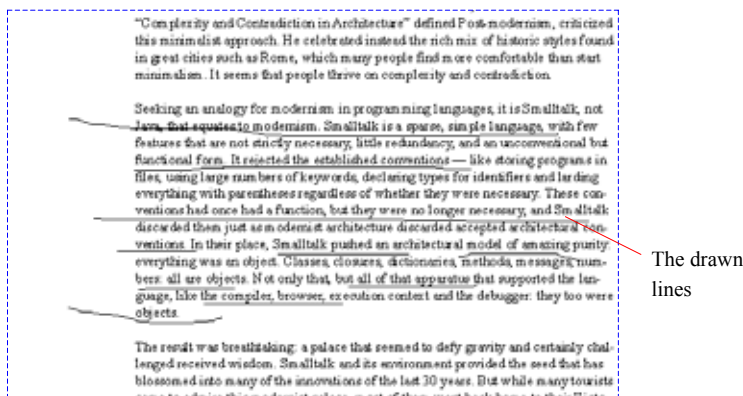 “Complexity and Contradiction in Architecture” defined Post-modernism, criticized
this minimalist approach. He celebrated instead the rich mix of historic styles found
in great cities such as Rome, which many people find more comfortable than start
minimalism. It seems that people thrive on complexity and contradiction.
Seeking an analogy for modernism in programming languages, it is Smalltalk, not
Java, that equates to modernism. Smalltalk is a sparse, simple language, with few
features that are not strictly necessary, little redundancy, and an unconventional but
functional form. It rejected the established conventions — like storing programs in
files, using large numbers of keywords, declaring types for identifiers and larding
everything with parentheses regardless of whether they were necessary. These con-
ventions had once had a function, but they were no longer necessary, and Smalltalk
discarded them just as modernist architecture discarded accepted architectural con-
ventions. In their place, Smalltalk pushed an architectural model of amazing purity:
everything was an object. Classes, closures, dictionaries, methods, messages, num-
bers: all are objects. Not only that, but all of that apparatus that supported the lan-
guage, like the compiler, browser, execution context and the debugger: they too were
objects.
The drawn
lines
The result was breathtaking: a palace that seemed to defy gravity and certainly chal-
lenged received wisdom. Smalltalk and its environment provided the seed that has
blossomed into many of the innovations of the last 30 years. But while many tourists